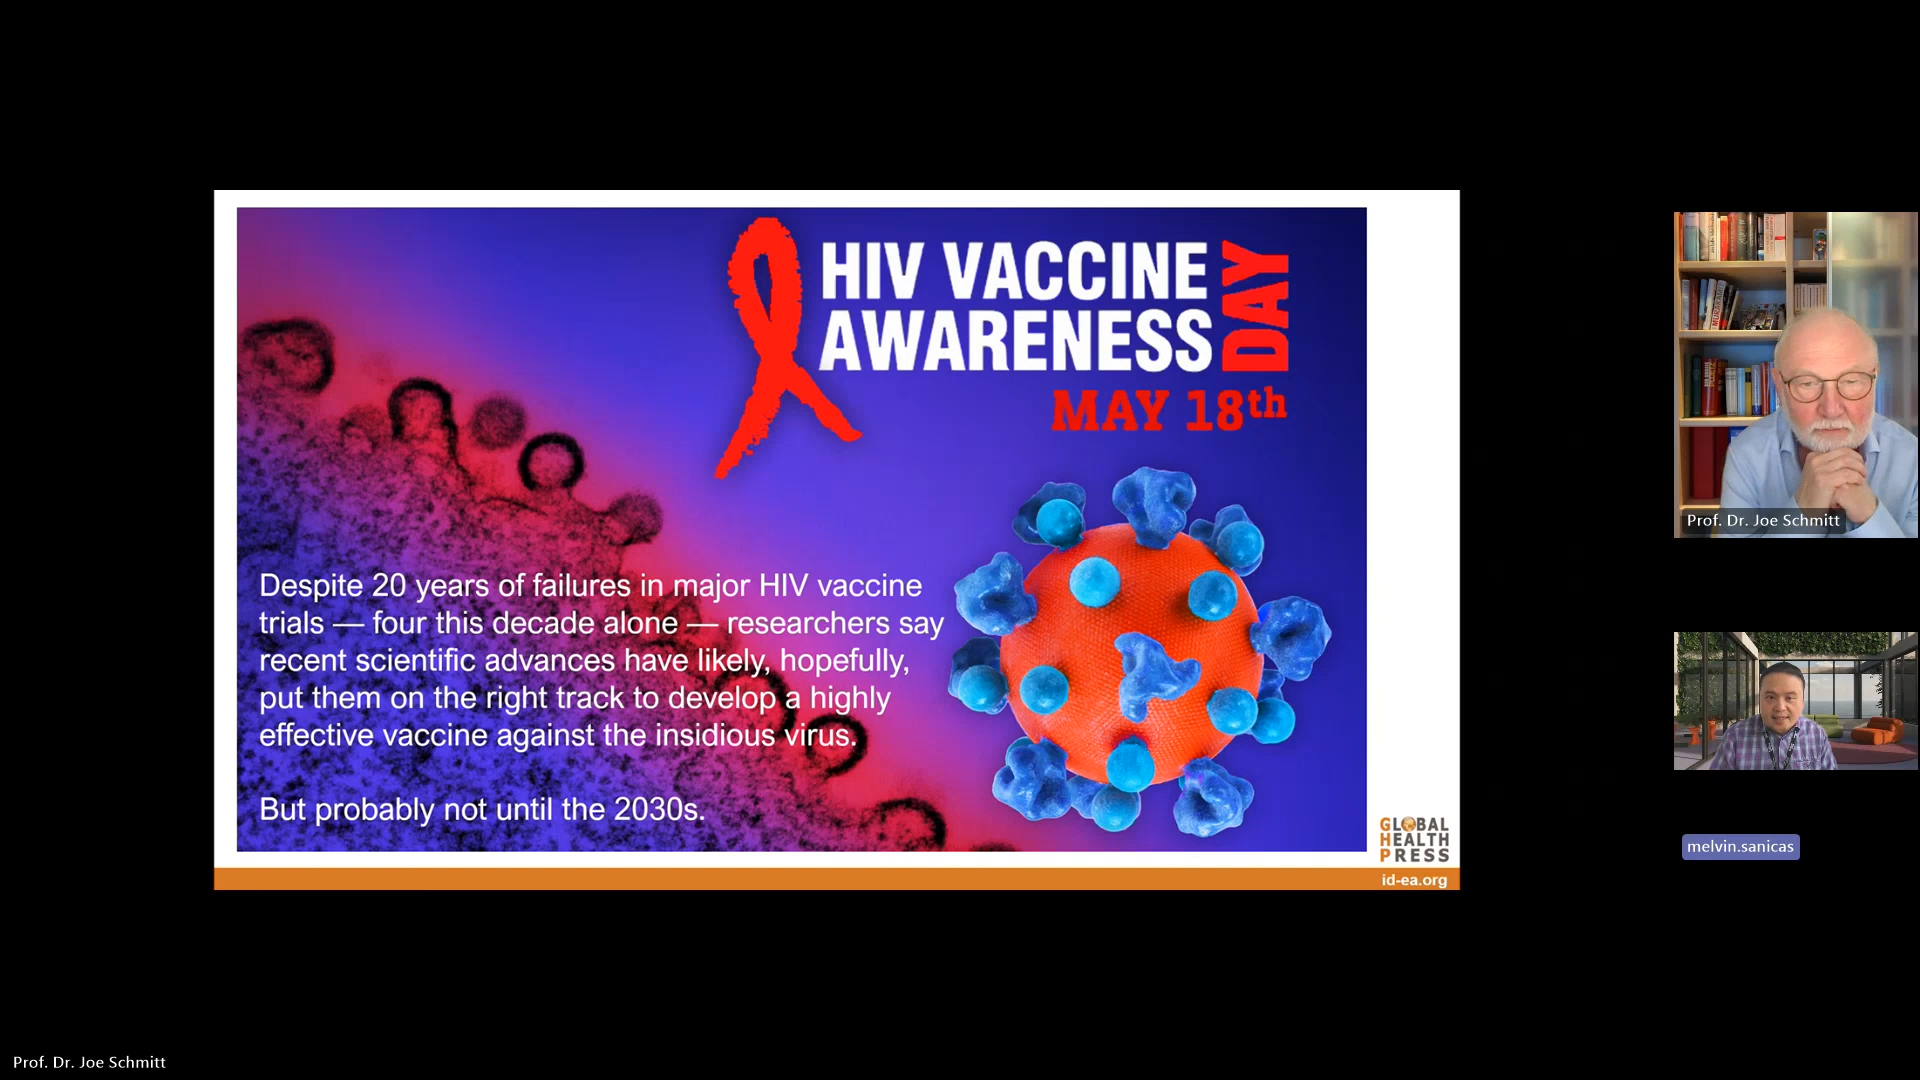 HIV VACCINE
AWARENESS
DAY
MAY 18th
Despite 20 years of failures in major HIV vaccine
trials — four this decade alone — researchers say
recent scientific advances have likely, hopefully,
put them on the right track to develop a highly
effective vaccine against the insidious virus.
But probably not until the 2030s.
GLOBAL
HEALTH
PRESS
id-ea.org
Prof. Dr. Joe Schmitt
melvin.sanicas
Prof. Dr. Joe Schmitt